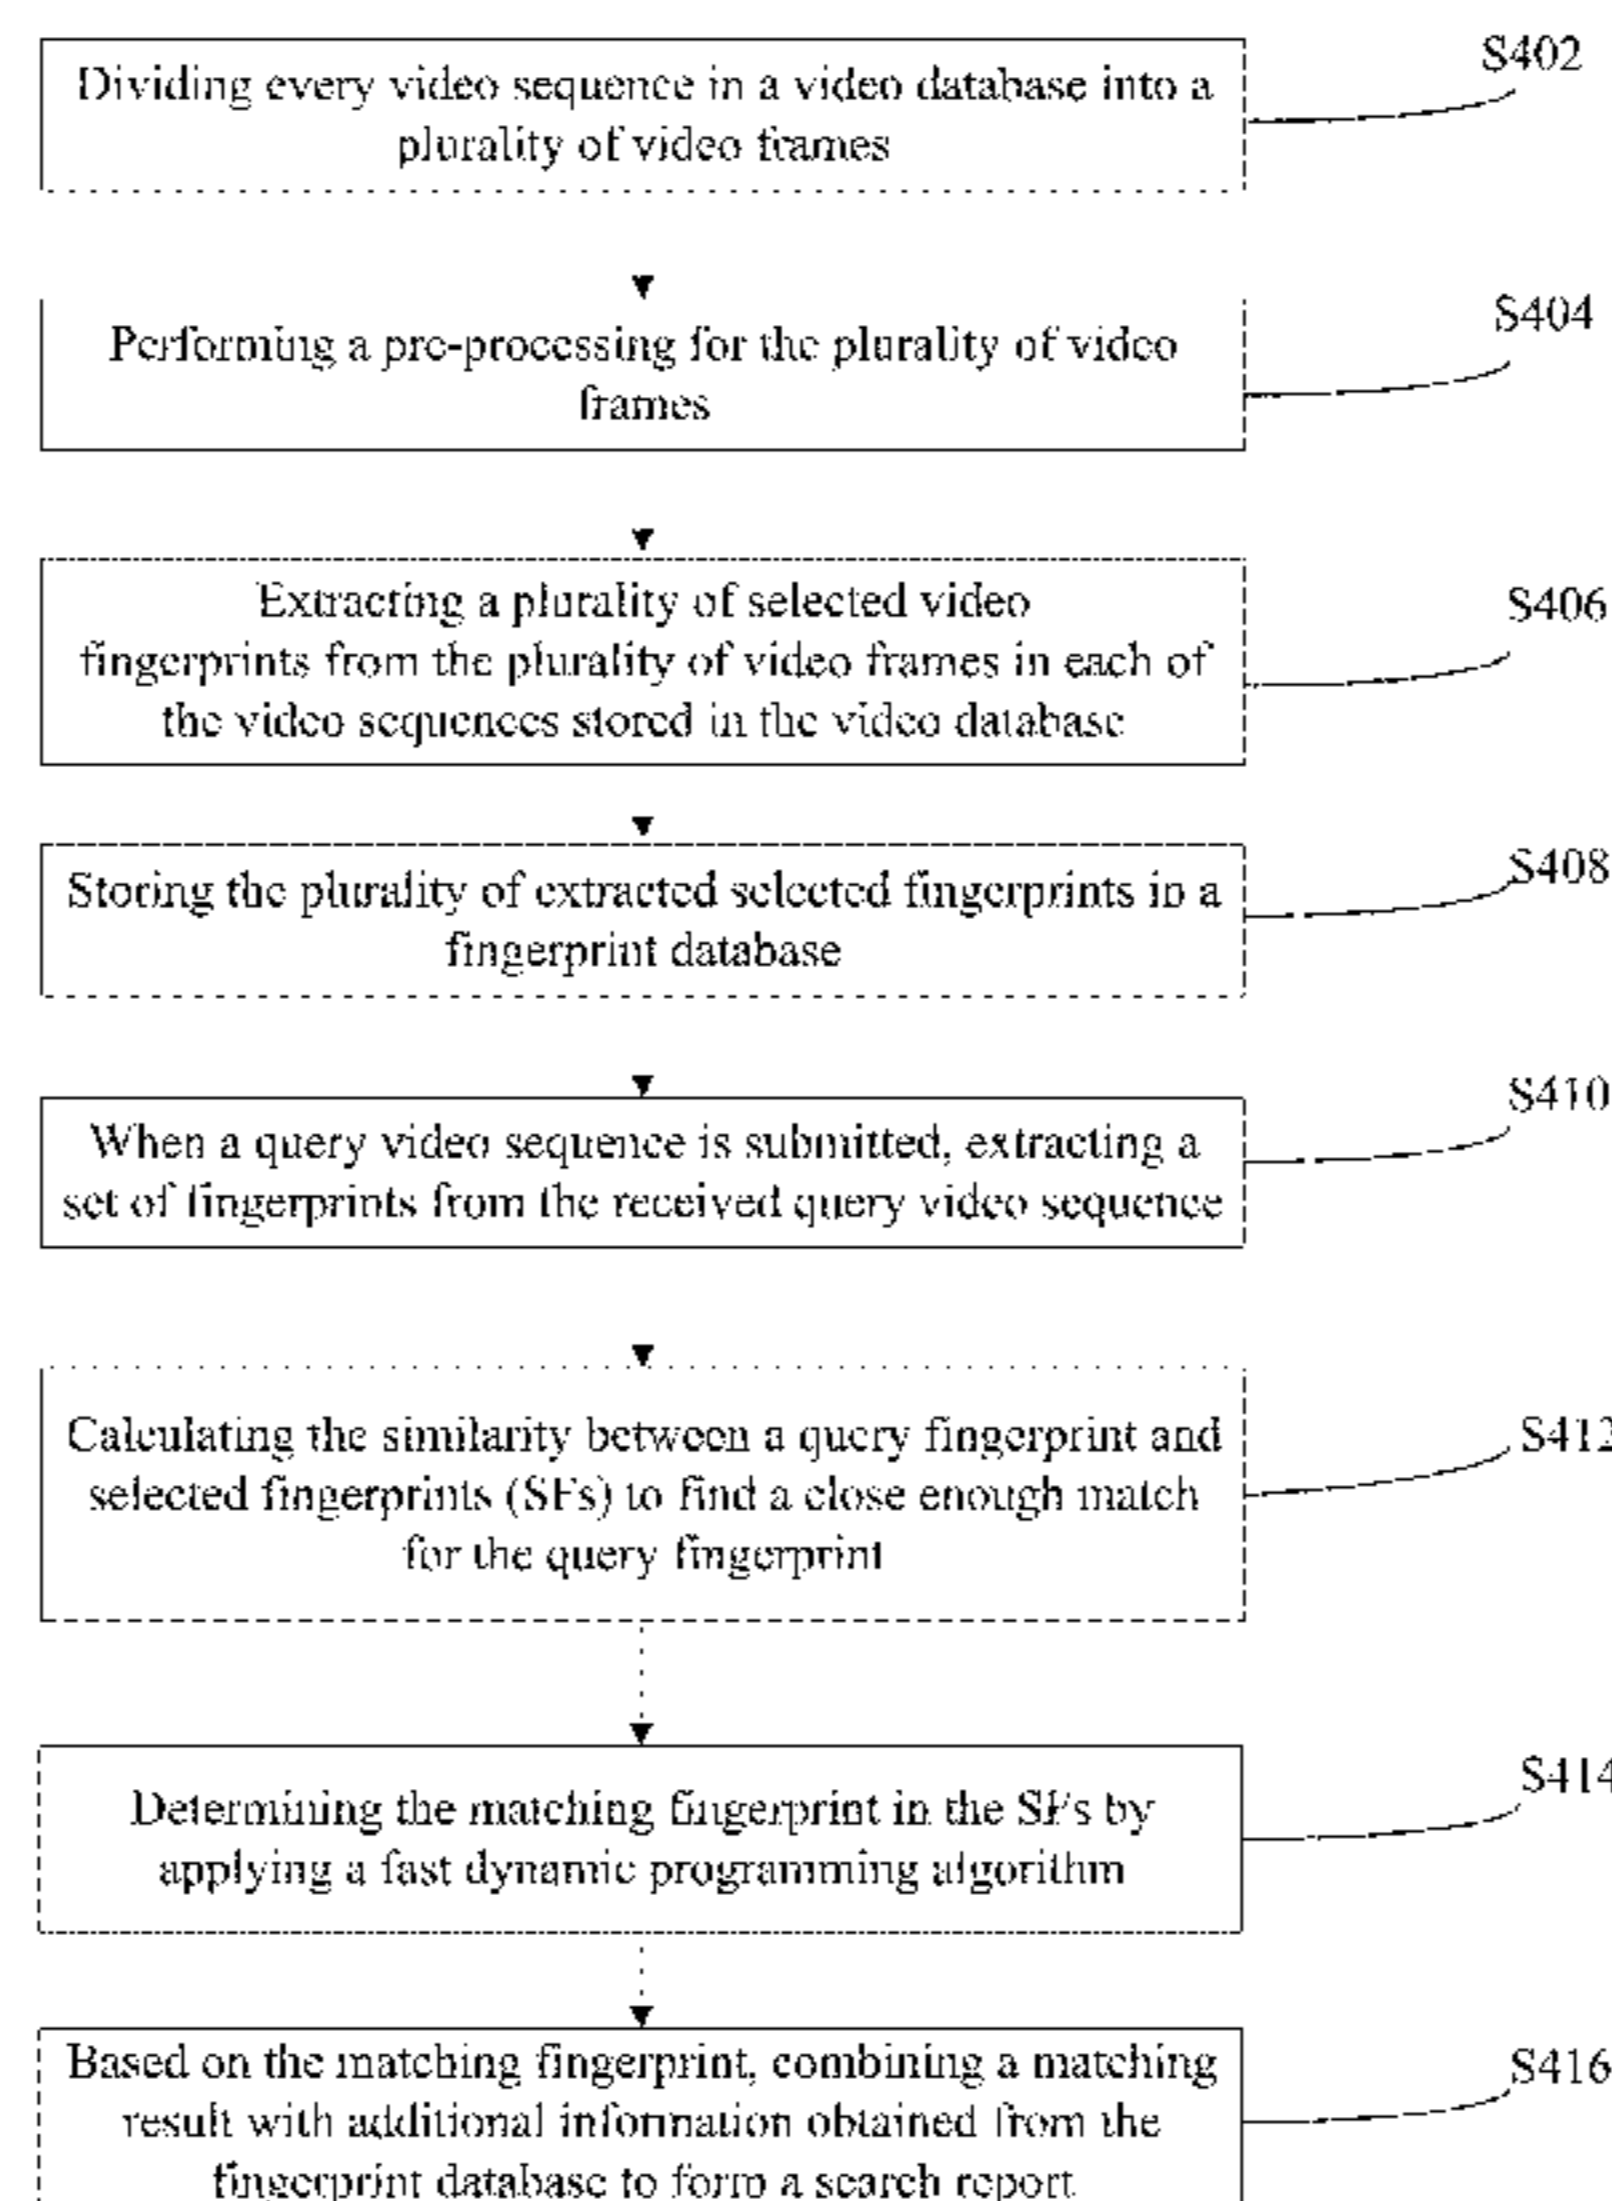 S402
Dividing every video sequence in a video database into a
plurality of video frames
S404
Performing a pre-processing for the plurality of video
frames
S406
Extracting a plurality of selected video
fingerprints from the plurality of video frames in each of
the video sequences stored in the video database
S408
Storing the plurality of extracted selected fingerprints in a
fingerprint database
S410
When a query video sequence is submitted, extracting a
set of fingerprints from the received query video sequence
S412
Calculating the similarity between a query fingerprint and
selected fingerprints (SFs) to find a close enough match
for the query fingerprint
S414
Determining the matching fingerprint in the SFs by
applying a fast dynamic programming algorithm
S416
Based on the matching fingerprint, combining a matching
result with additional information obtained from the
fingerprint database to form a search report